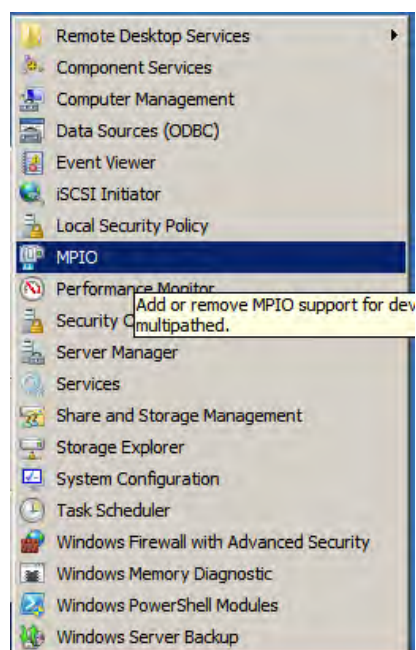 Remote Desktop Services
Component Services
Computer Management
Data Sources (ODBC)
Event Viewer
iSCSI Initiator
Local Security Policy
MPIO
Performance Monitor
Add or remove MPIO support for dev
Security C
multipathed.
Server Manager
Services
Share and Storage Management
Storage Explorer
System Configuration
Task Scheduler
Windows Firewall with Advanced Security
Windows Memory Diagnostic
Windows PowerShell Modules
Windows Server Backup